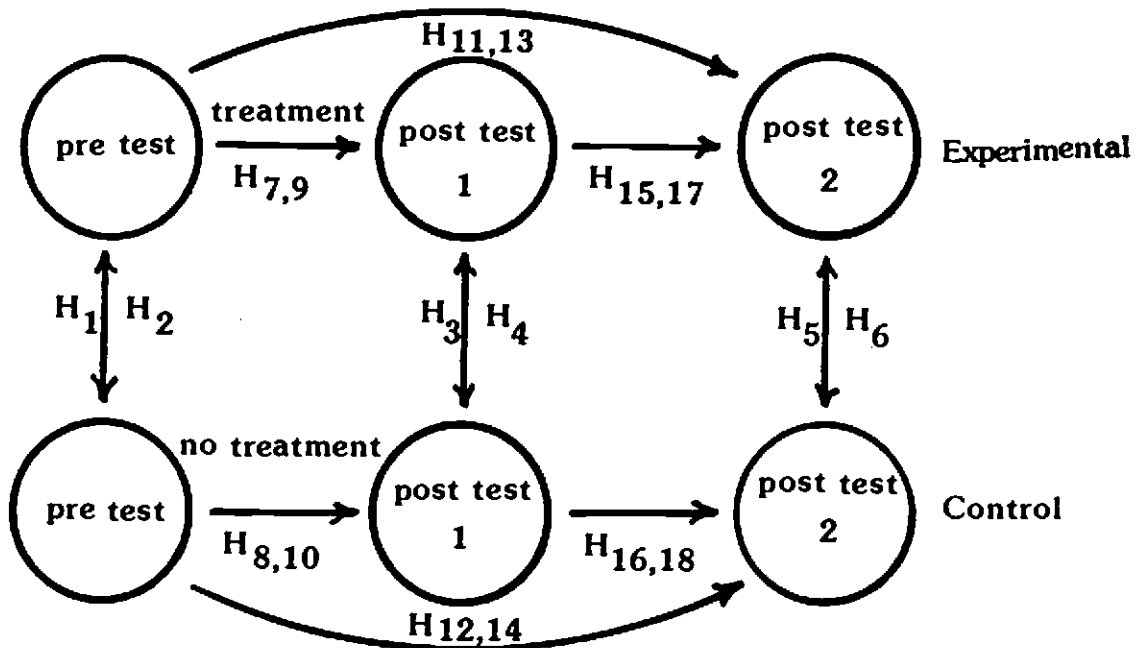 H11,13
treatment
pre test
post test
1
post test
2
Experimental
H7,9
H15,17
H1 H2
H3 H4
H5 H6
no treatment
pre test
post test
1
post test
2
Control
H8,10
H16,18
H12,14